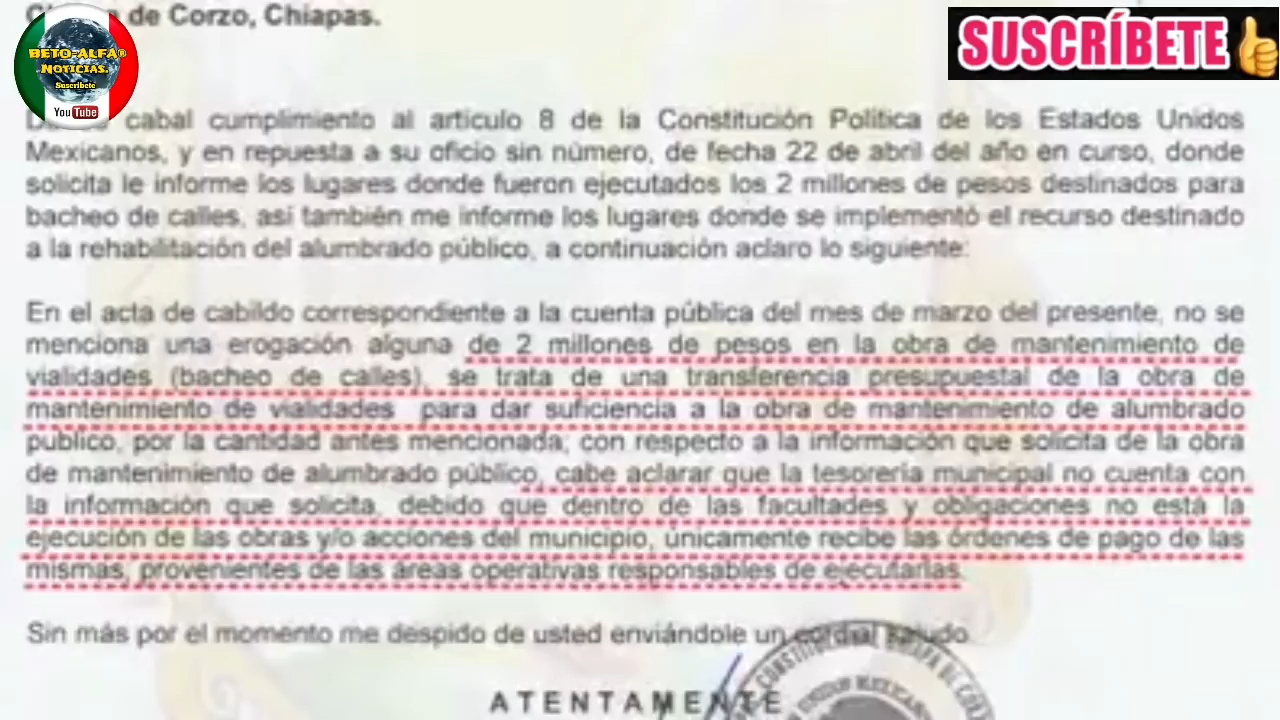 de Corzo, Chiapas.
BETO-ALFA®
NOTICIAS.
Suscribete
YouTube
SUSCRÍBETE
cabal cumplimiento al articulo 8 de la Constitución Política de los Estados Unidos
Mexicanos, y en repuesta a su oficio sin número, de fecha 22 de abril del año en curso, donde
solicita le informe los lugares donde fueron ejecutados los 2 millones de pesos destinados para
bacheo de calles, así también me informe los lugares donde se implementó el recurso destinado
a la rehabilitación del alumbrado público, a continuación aclaro lo siguiente:
En el acta de cabildo correspondiente a la cuenta pública del mes de marzo del presente, no se
menciona una erogación alguna de 2 millones de pesos en la obra de mantenimiento de
vialidades (bacheo de calles), se trata de una transferencia presupuestal de la obra de
mantenimiento de vialidades para dar suficiencia a la obra de mantenimiento de alumbrado
público, por la cantidad antes mencionada; con respecto a la información que solicita de la obra
de mantenimiento de alumbrado público, cabe aclarar que la tesorería municipal no cuenta con
la información que solicita, debido que dentro de las facultades y obligaciones no está la
ejecución de las obras y/o acciones del municipio, únicamente recibe las órdenes de pago de las
mismas, provenientes de las áreas operativas responsables de ejecutarlas.
Sin más por el momento me despido de usted enviándole un cordial saludo.
ATENTAMENTE
CONSTITUCIONAL CHIAPA DE CORZO
UNIDOS MEXICANOS